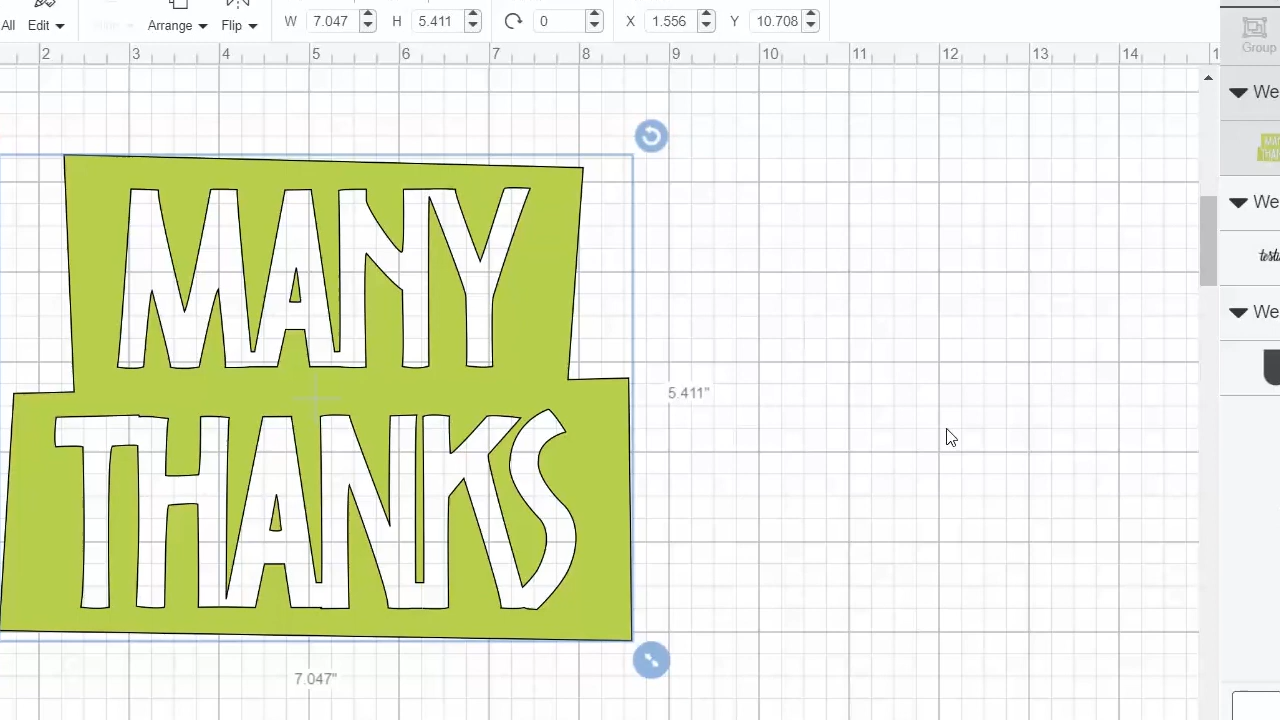 All Edit Arrange Flip W 7.047 H 5.411 0 X 1.556 Y 10.708
Group
2 3 4 5 6 7 8 9 10 11 12 13 14
We
MANY
THANKS
5.411"
7.047"
We
We